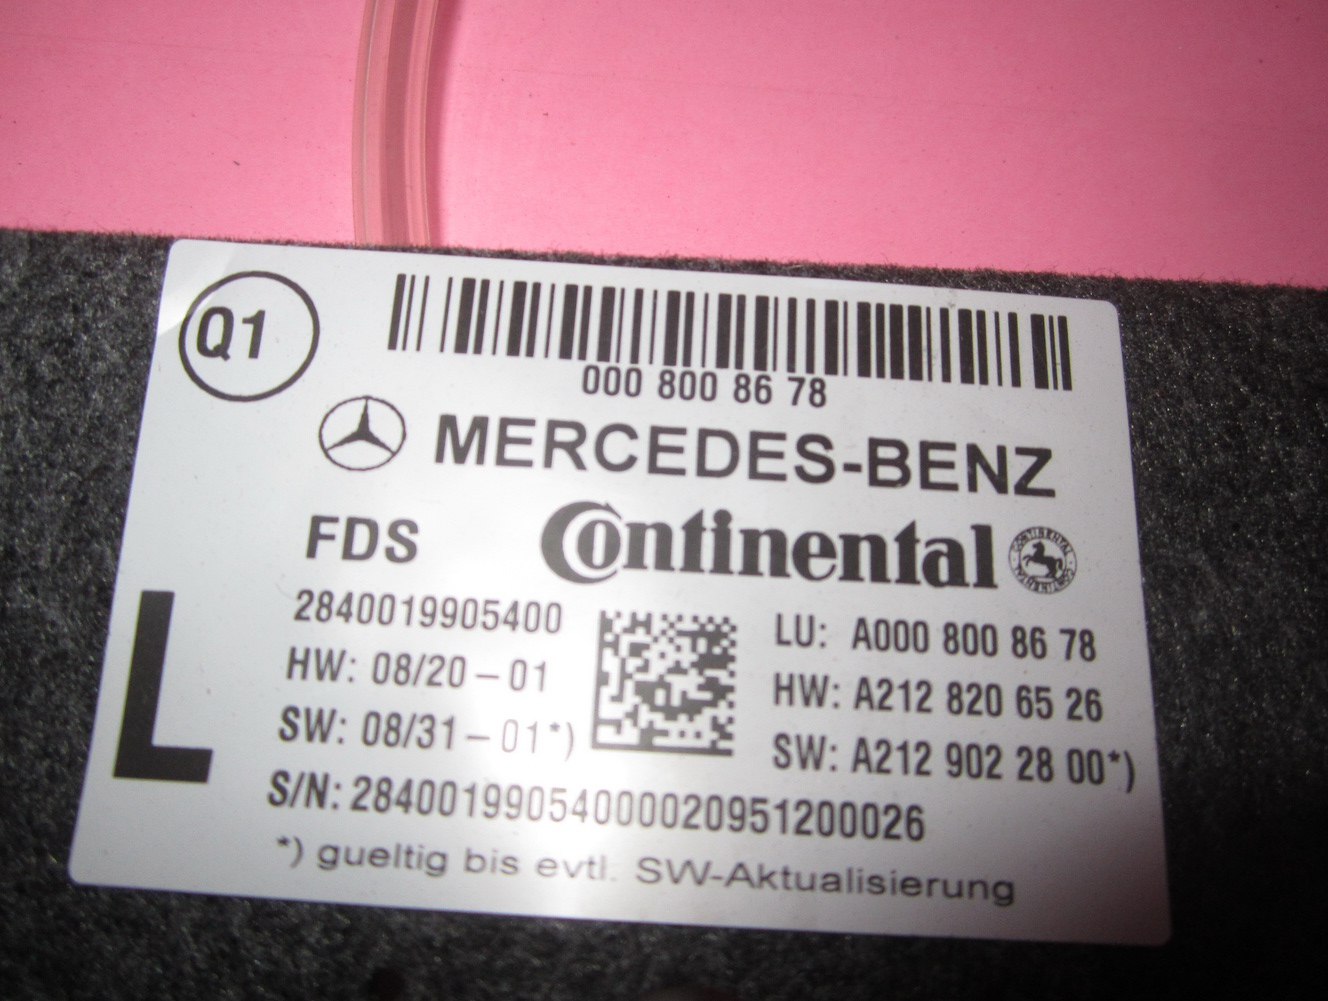 Q1
000 800 86 78
MERCEDES-BENZ
FDS
Continental
CONTINENTAL CONTINENTAL
L
2840019905400
HW: 08/20-01
SW: 08/31-01*)
LU: A000 800 86 78
HW: A212 820 65 26
SW: A212 902 28 00*)
S/N: 28400199054000020951200026
*) gueltig bis evtl. SW-Aktualisierung